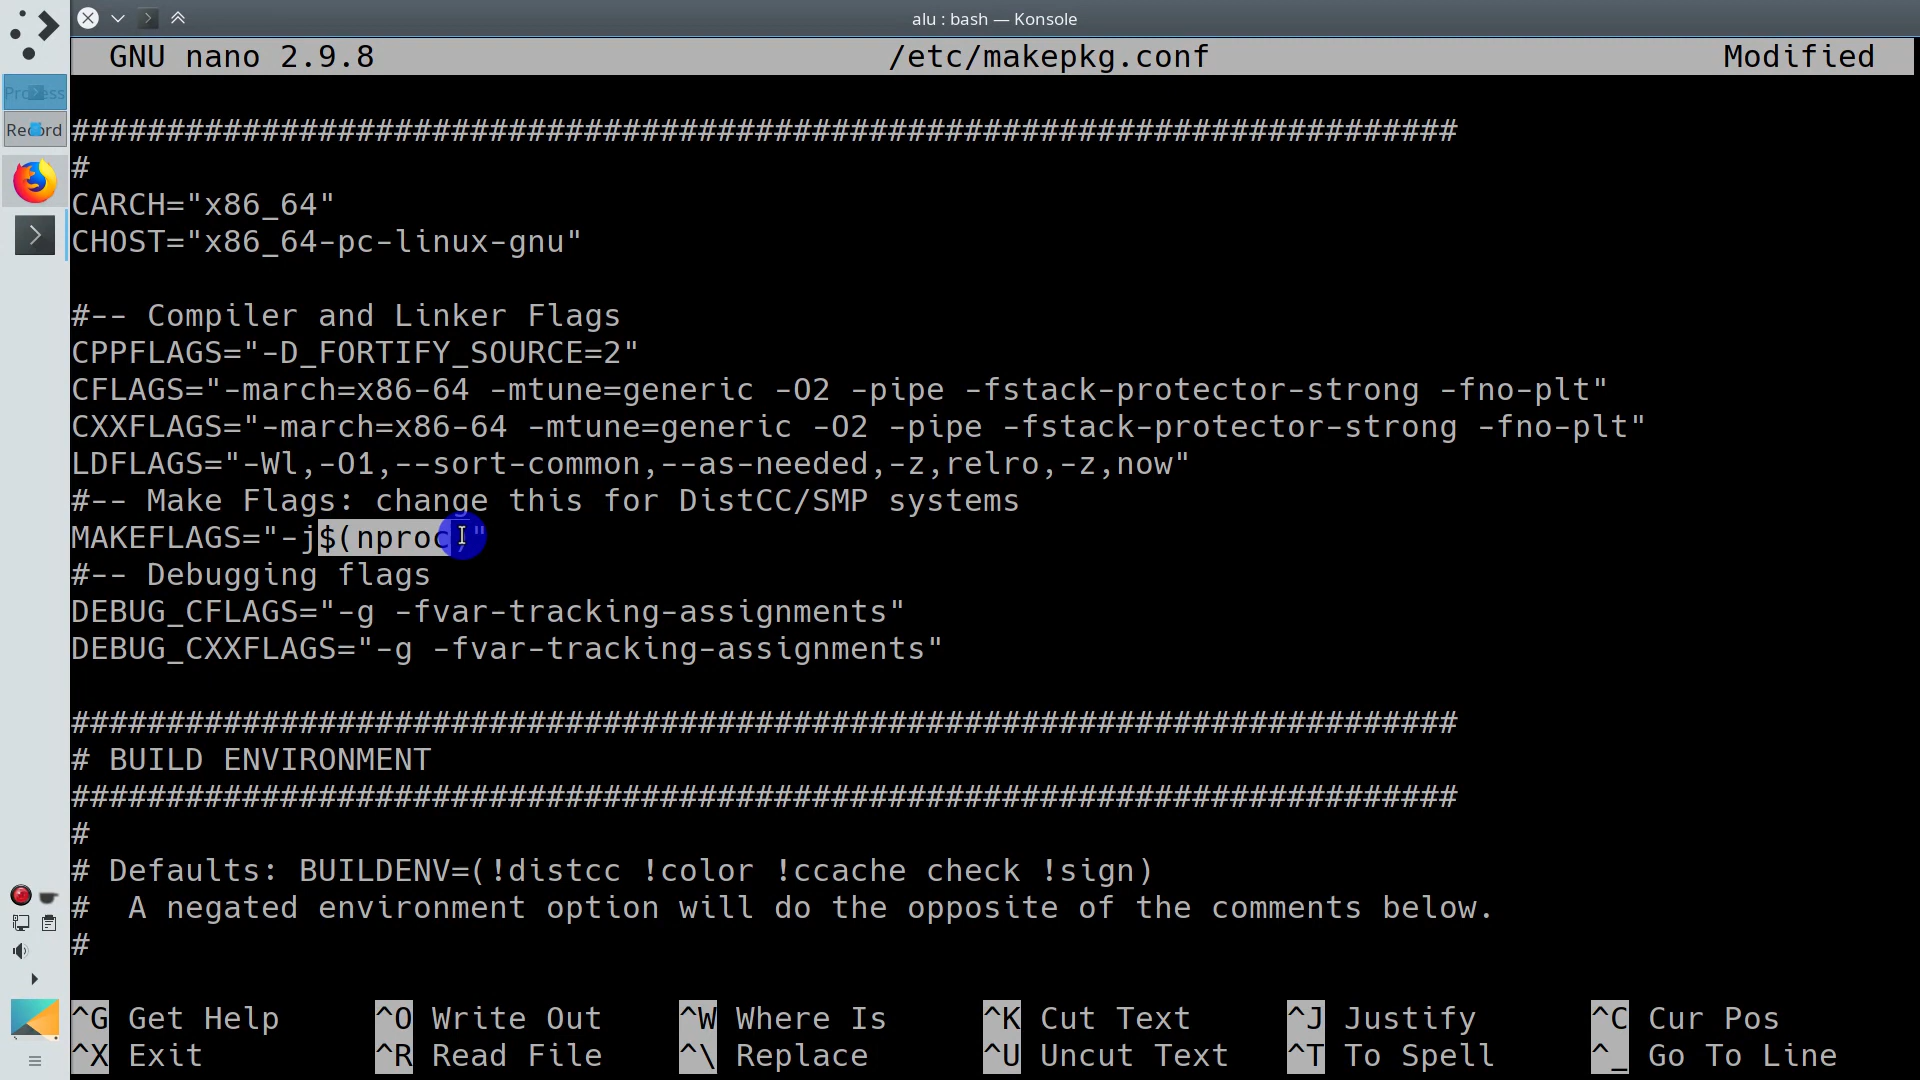 alu : bash — Konsole
GNU nano 2.9.8 /etc/makepkg.conf Modified
Process
Record
#########################################################################
#
CARCH="x86_64"
CHOST="x86_64-pc-linux-gnu"
#-- Compiler and Linker Flags
CPPFLAGS="-D_FORTIFY_SOURCE=2"
CFLAGS="-march=x86-64 -mtune=generic -O2 -pipe -fstack-protector-strong -fno-plt"
CXXFLAGS="-march=x86-64 -mtune=generic -O2 -pipe -fstack-protector-strong -fno-plt"
LDFLAGS="-Wl,-O1,--sort-common,--as-needed,-z,relro,-z,now"
#-- Make Flags: change this for DistCC/SMP systems
MAKEFLAGS="-j$(nproc)"
#-- Debugging flags
DEBUG_CFLAGS="-g -fvar-tracking-assignments"
DEBUG_CXXFLAGS="-g -fvar-tracking-assignments"
#########################################################################
# BUILD ENVIRONMENT
#########################################################################
#
# Defaults: BUILDENV=(!distcc !color !ccache check !sign)
#  A negated environment option will do the opposite of the comments below.
#
^G Get Help ^O Write Out ^W Where Is ^K Cut Text ^J Justify ^C Cur Pos
^X Exit ^R Read File ^\ Replace ^U Uncut Text ^T To Spell ^_ Go To Line